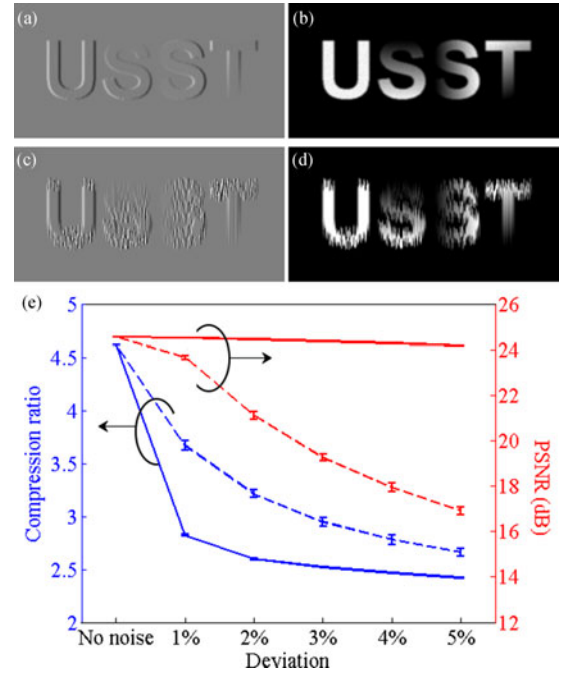 (a)
USST
(b)
USST
(c)
USST
(d)
USST
(e)
5
4.5
4
3.5
3
2.5
2
Compression ratio
26
24
22
20
18
16
14
12
PSNR (dB)
No noise 1% 2% 3% 4% 5%
Deviation